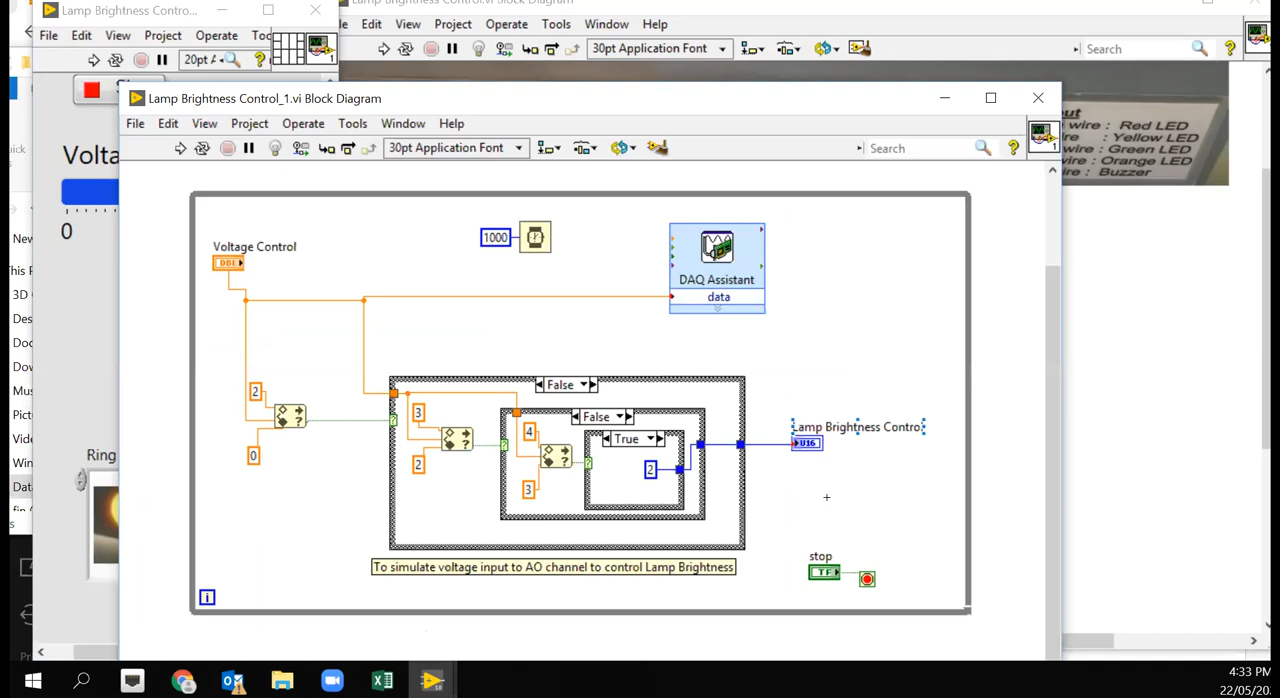 Lamp Brightness Contro...
Lamp Brightness Control_1.vi Block Diagram
File Edit View Project Operate
Edit View Project Operate Tools Window Help
20pt
30pt Application Font
Search
Lamp Brightness Control_1.vi Block Diagram
File Edit View Project Operate Tools Window Help
30pt Application Font
Search
wire : Red LED
wire : Yellow LED
wire : Green LED
wire : Orange LED
wire : Buzzer
Volta
0
Voltage Control
DBL
1000
DAQ Assistant
data
2
0
False
3
2
False
4
3
True
2
Lamp Brightness Control
U16
To simulate voltage input to AO channel to control Lamp Brightness
stop
TF
i
Ring
New
3D
Des
Doc
Dow
Mus
Pict
Vide
Win
Data
4:33 PM
22/05/20